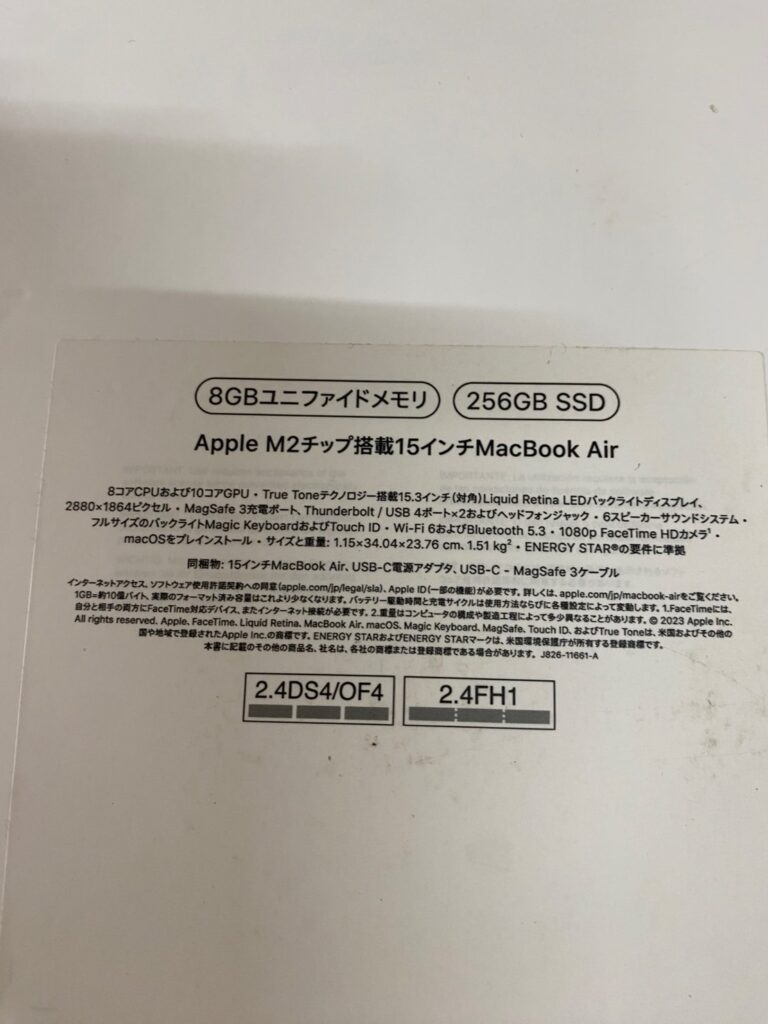 8GBユニファイドメモリ 256GB SSD
Apple M2チップ搭載15インチMacBook Air
8コアCPUおよび10コアGPU・True Toneテクノロジー搭載15.3インチ(対角)Liquid Retina LEDバックライトディスプレイ、
2880×1864ピクセル・MagSafe 3充電ポート、Thunderbolt / USB 4ポート×2およびヘッドフォンジャック・6スピーカーサウンドシステム・
フルサイズのバックライトMagic KeyboardおよびTouch ID・Wi-Fi 6およびBluetooth 5.3・1080p FaceTime HDカメラ¹・
macOSをプレインストール・サイズと重量: 1.15×34.04×23.76 cm、1.51 kg²・ENERGY STAR®の要件に準拠
同梱物: 15インチMacBook Air、USB-C電源アダプタ、USB-C - MagSafe 3ケーブル
インターネットアクセス、ソフトウェア使用許諾契約への同意(apple.com/jp/legal/sla)、Apple ID(一部の機能)が必要です。詳しくは、apple.com/jp/macbook-airをご覧ください。
1GB=約10億バイト、実際のフォーマット済み容量はこれより少なくなります。バッテリー駆動時間と充電サイクルは使用方法ならびに各種設定によって変動します。1.FaceTimeには、
自分と相手の両方にFaceTime対応デバイス、またインターネット接続が必要です。2.重量はコンピュータの構成や製造工程によって多少異なることがあります。© 2023 Apple Inc.
All rights reserved. Apple、FaceTime、Liquid Retina、MacBook Air、macOS、Magic Keyboard、MagSafe、Touch ID、およびTrue Toneは、米国およびその他の
国や地域で登録されたApple Inc.の商標です。ENERGY STARおよびENERGY STARマークは、米国環境保護庁が所有する登録商標です。
本書に記載のその他の商品名、社名は、各社の商標または登録商標である場合があります。 J826-11661-A
2.4DS4/OF4 2.4FH1